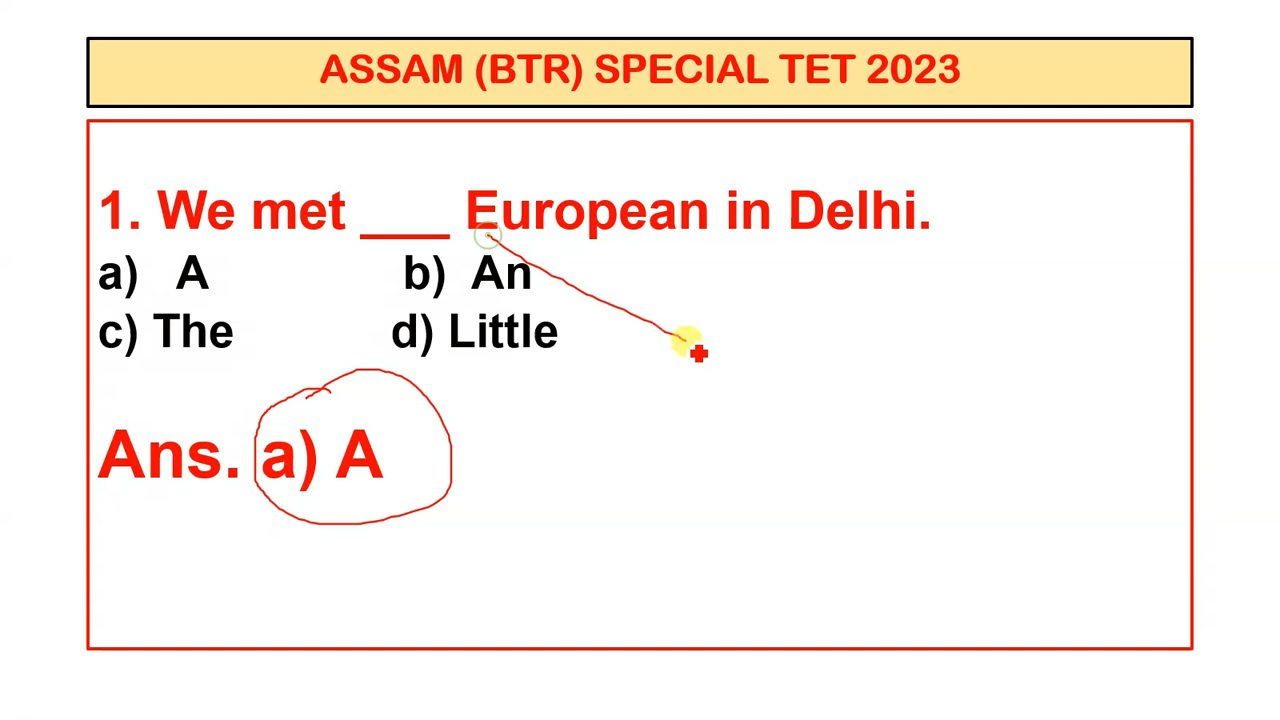 ASSAM (BTR) SPECIAL TET 2023
1. We met ___ European in Delhi.
a) A b) An
c) The d) Little
Ans. a) A